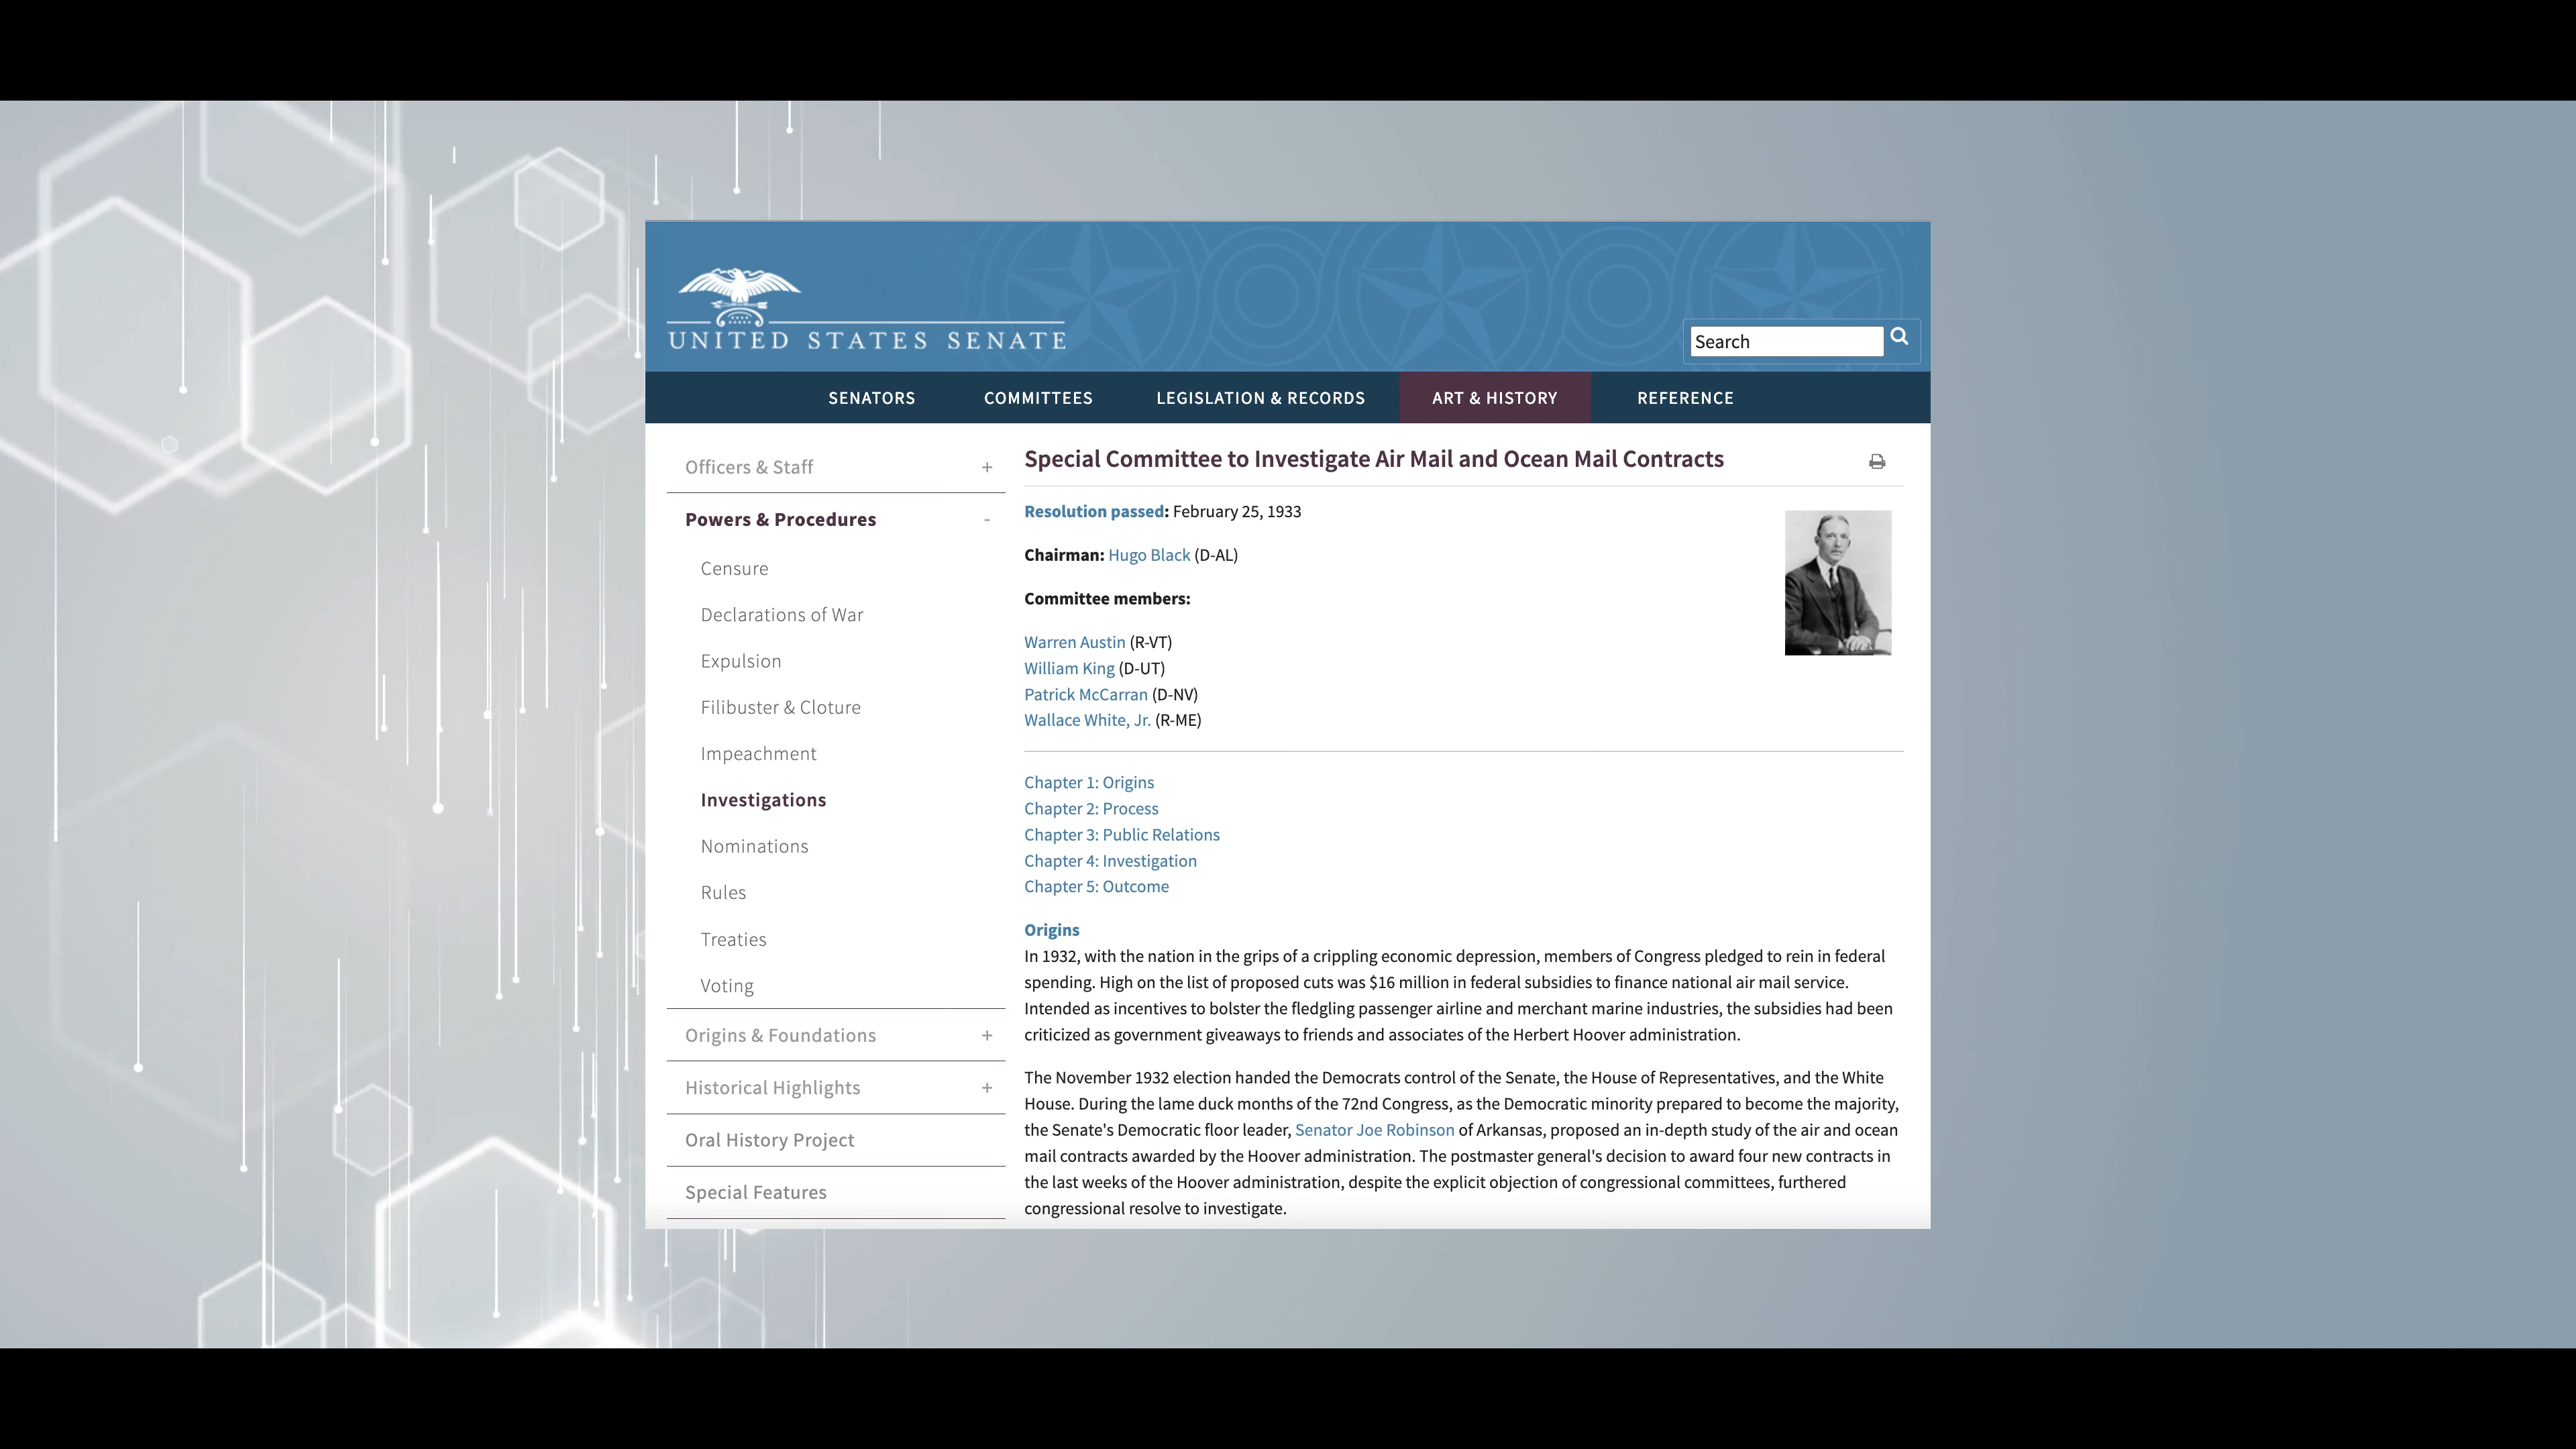 UNITED STATES SENATE
Search
SENATORS COMMITTEES LEGISLATION & RECORDS ART & HISTORY REFERENCE
Officers & Staff +
Powers & Procedures -
Censure
Declarations of War
Expulsion
Filibuster & Cloture
Impeachment
Investigations
Nominations
Rules
Treaties
Voting
Origins & Foundations +
Historical Highlights +
Oral History Project
Special Features
Special Committee to Investigate Air Mail and Ocean Mail Contracts
Resolution passed: February 25, 1933
Chairman: Hugo Black (D-AL)
Committee members:
Warren Austin (R-VT)
William King (D-UT)
Patrick McCarran (D-NV)
Wallace White, Jr. (R-ME)
Chapter 1: Origins
Chapter 2: Process
Chapter 3: Public Relations
Chapter 4: Investigation
Chapter 5: Outcome
Origins
In 1932, with the nation in the grips of a crippling economic depression, members of Congress pledged to rein in federal
spending. High on the list of proposed cuts was $16 million in federal subsidies to finance national air mail service.
Intended as incentives to bolster the fledgling passenger airline and merchant marine industries, the subsidies had been
criticized as government giveaways to friends and associates of the Herbert Hoover administration.
The November 1932 election handed the Democrats control of the Senate, the House of Representatives, and the White
House. During the lame duck months of the 72nd Congress, as the Democratic minority prepared to become the majority,
the Senate's Democratic floor leader, Senator Joe Robinson of Arkansas, proposed an in-depth study of the air and ocean
mail contracts awarded by the Hoover administration. The postmaster general's decision to award four new contracts in
the last weeks of the Hoover administration, despite the explicit objection of congressional committees, furthered
congressional resolve to investigate.